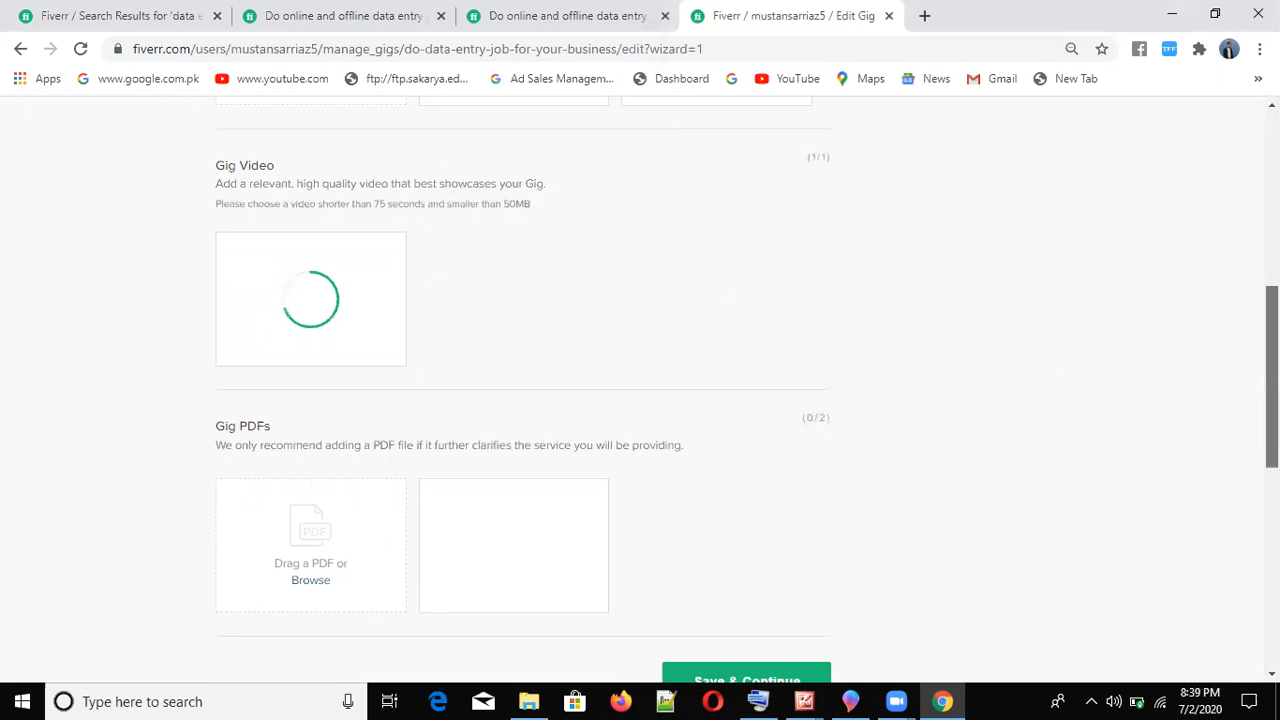 Fiverr / Search Results for 'data e
Do online and offline data entry
Do online and offline data entry
Fiverr / mustansarriaz5 / Edit Gig
fiverr.com/users/mustansarriaz5/manage_gigs/do-data-entry-job-for-your-business/edit?wizard=1
Apps
www.google.com.pk
www.youtube.com
ftp://ftp.sakarya.ed...
Ad Sales Managem...
Dashboard
YouTube
Maps
News
Gmail
New Tab
Gig Video
(1/1)
Add a relevant, high quality video that best showcases your Gig.
Please choose a video shorter than 75 seconds and smaller than 50MB
Gig PDFs
(0/2)
We only recommend adding a PDF file if it further clarifies the service you will be providing.
PDF
Drag a PDF or
Browse
Save & Continue
Type here to search
8:39 PM
7/2/2020